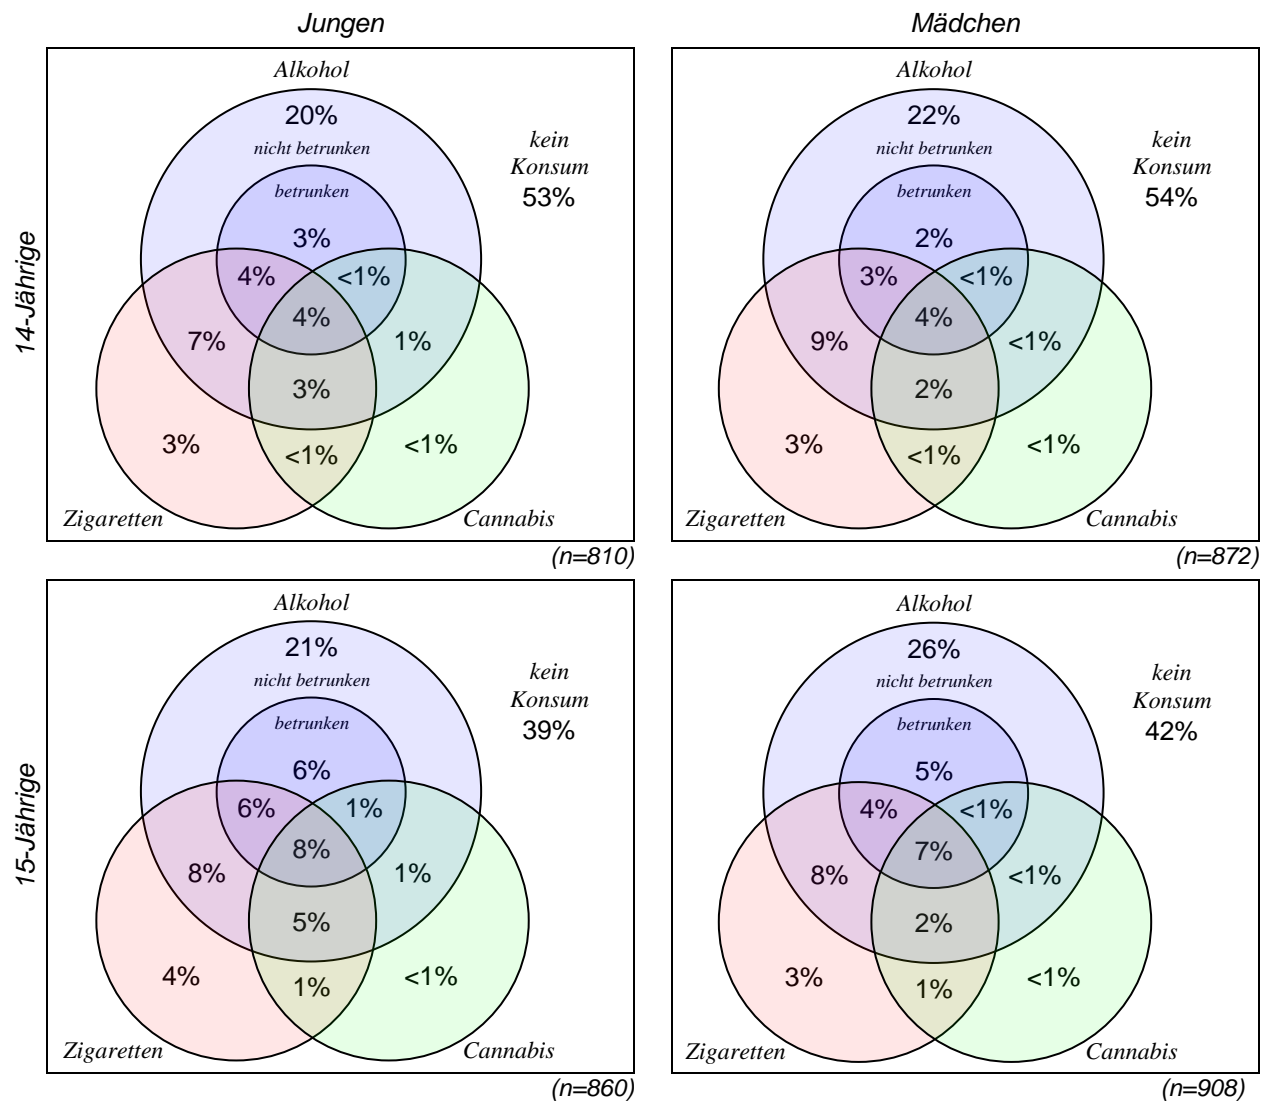 Jungen
Mädchen
14-Jährige
Alkohol
20%
nicht betrunken
betrunken
kein
Konsum
53%
3%
4%
<1%
4%
7%
1%
3%
3%
<1%
<1%
Zigaretten
Cannabis
(n=810)
Alkohol
22%
nicht betrunken
betrunken
kein
Konsum
54%
2%
3%
<1%
4%
9%
<1%
2%
3%
<1%
<1%
Zigaretten
Cannabis
(n=872)
15-Jährige
Alkohol
21%
nicht betrunken
betrunken
kein
Konsum
39%
6%
6%
1%
8%
8%
1%
5%
4%
1%
<1%
Zigaretten
Cannabis
(n=860)
Alkohol
26%
nicht betrunken
betrunken
kein
Konsum
42%
5%
4%
<1%
7%
8%
<1%
2%
3%
1%
<1%
Zigaretten
Cannabis
(n=908)